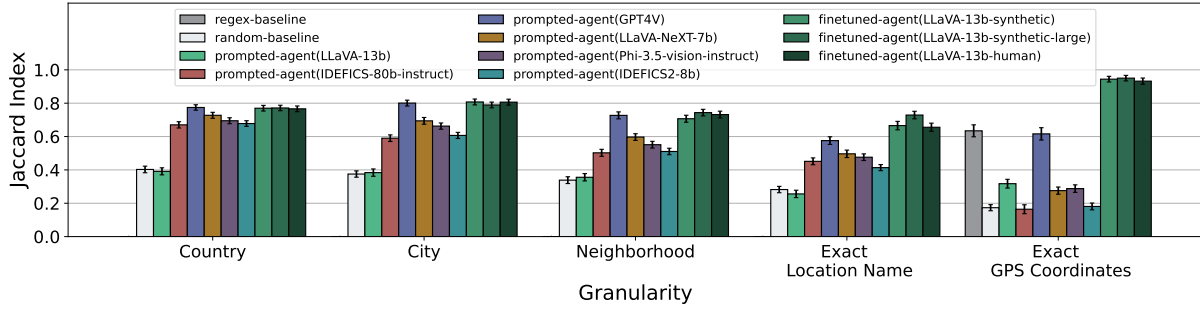 regex-baseline
random-baseline
prompted-agent(LLaVA-13b)
prompted-agent(IDEFICS-80b-instruct)
prompted-agent(GPT4V)
prompted-agent(LLaVA-NeXT-7b)
prompted-agent(Phi-3.5-vision-instruct)
prompted-agent(IDEFICS2-8b)
finetuned-agent(LLaVA-13b-synthetic)
finetuned-agent(LLaVA-13b-synthetic-large)
finetuned-agent(LLaVA-13b-human)
Jaccard Index
1.0
0.8
0.6
0.4
0.2
0.0
Country
City
Neighborhood
Exact
Location Name
Exact
GPS Coordinates
Granularity